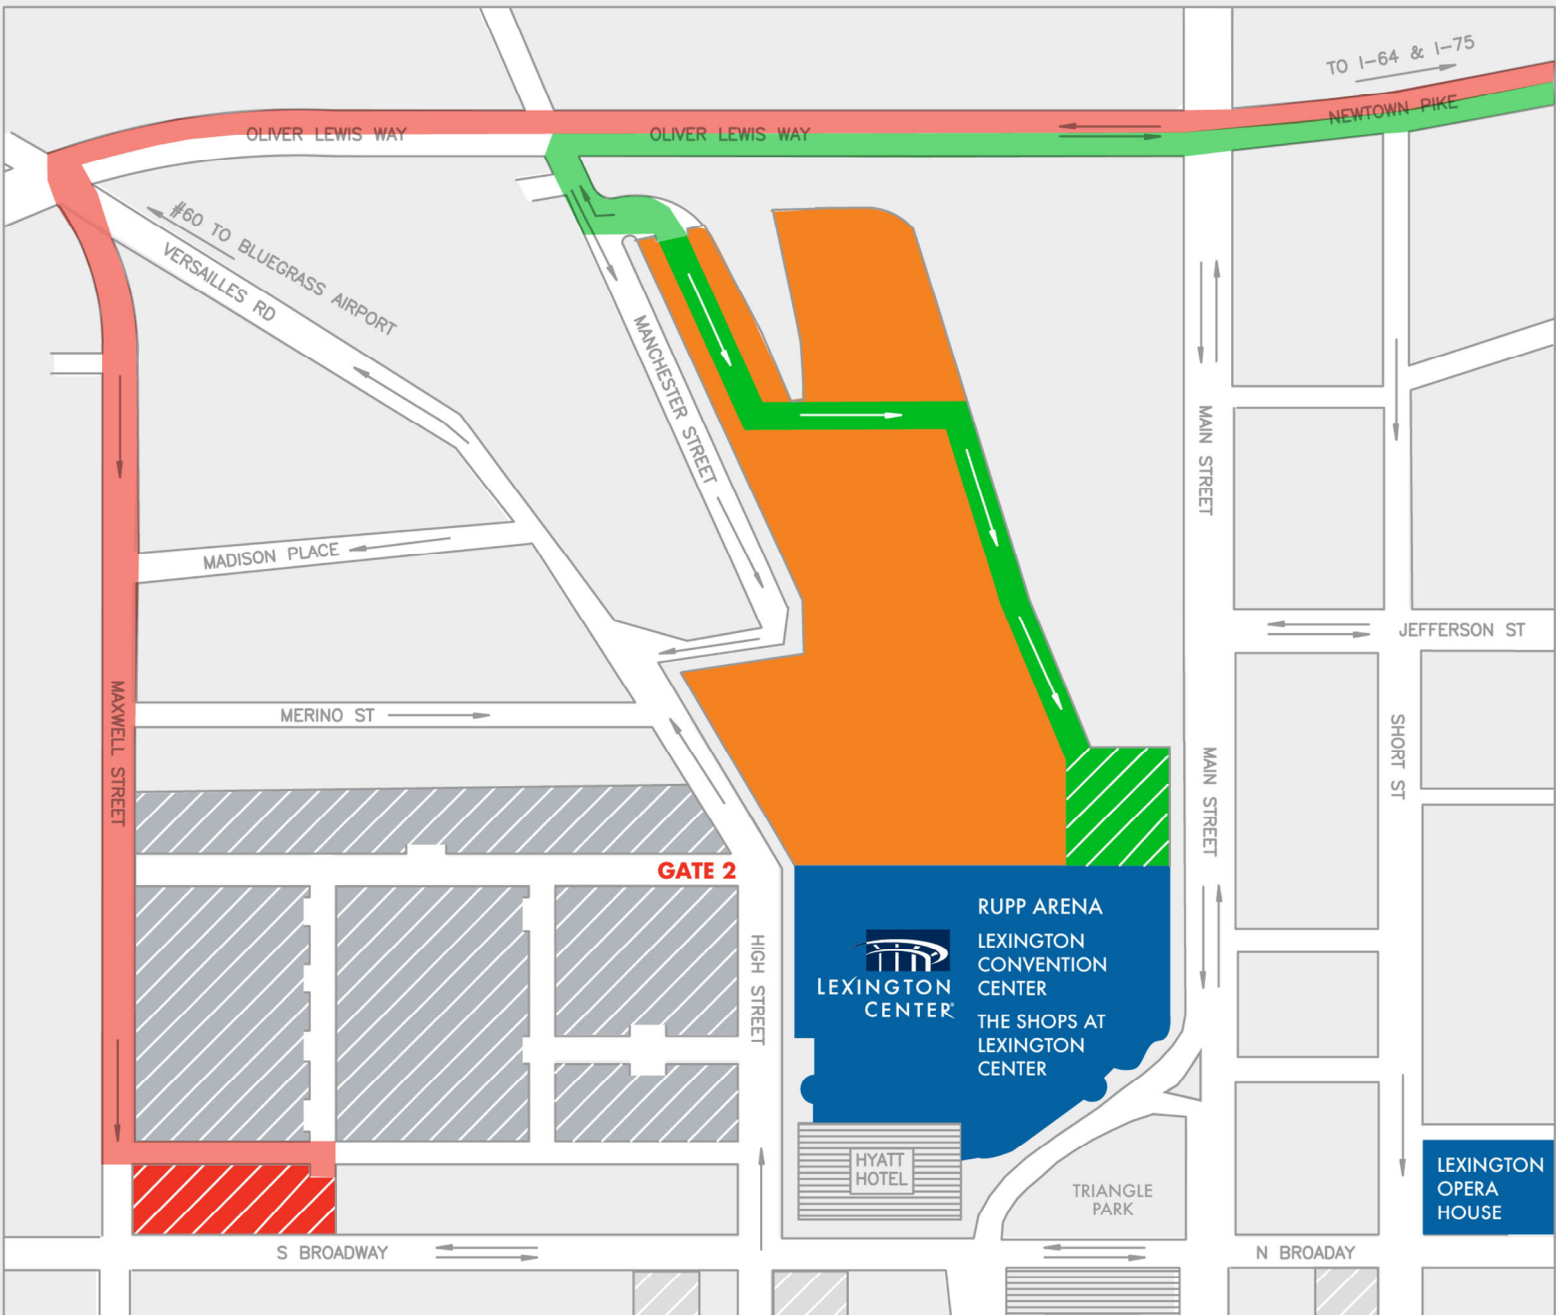 TO I-64 & I-75
NEWTOWN PIKE
OLIVER LEWIS WAY
OLIVER LEWIS WAY
#60 TO BLUEGRASS AIRPORT
VERSAILLES RD
MANCHESTER STREET
MAIN STREET
MADISON PLACE
JEFFERSON ST
MAXWELL STREET
MERINO ST
SHORT ST
MAIN STREET
GATE 2
HIGH STREET
LEXINGTON
CENTER®
RUPP ARENA
LEXINGTON
CONVENTION
CENTER
THE SHOPS AT
LEXINGTON
CENTER
HYATT
HOTEL
TRIANGLE
PARK
LEXINGTON
OPERA
HOUSE
S BROADWAY
N BROADAY